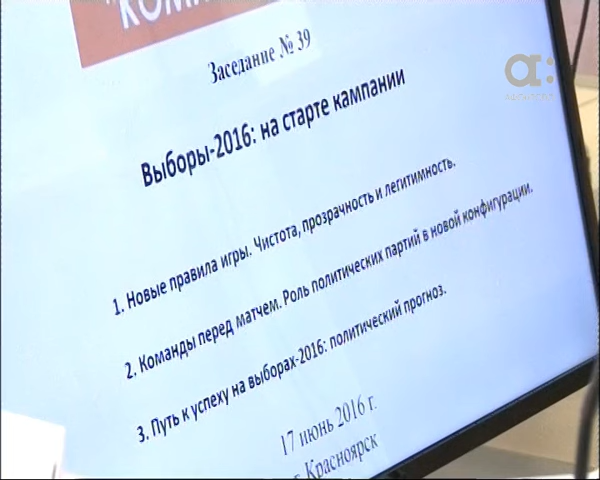 Заседание № 39
Выборы-2016: на старте кампании
1. Новые правила игры. Чистота, прозрачность и легитимность.
2. Команды перед матчем. Роль политических партий в новой конфигурации.
3. Путь к успеху на выборах-2016: политический прогноз.
17 июнь 2016 г.
г. Красноярск